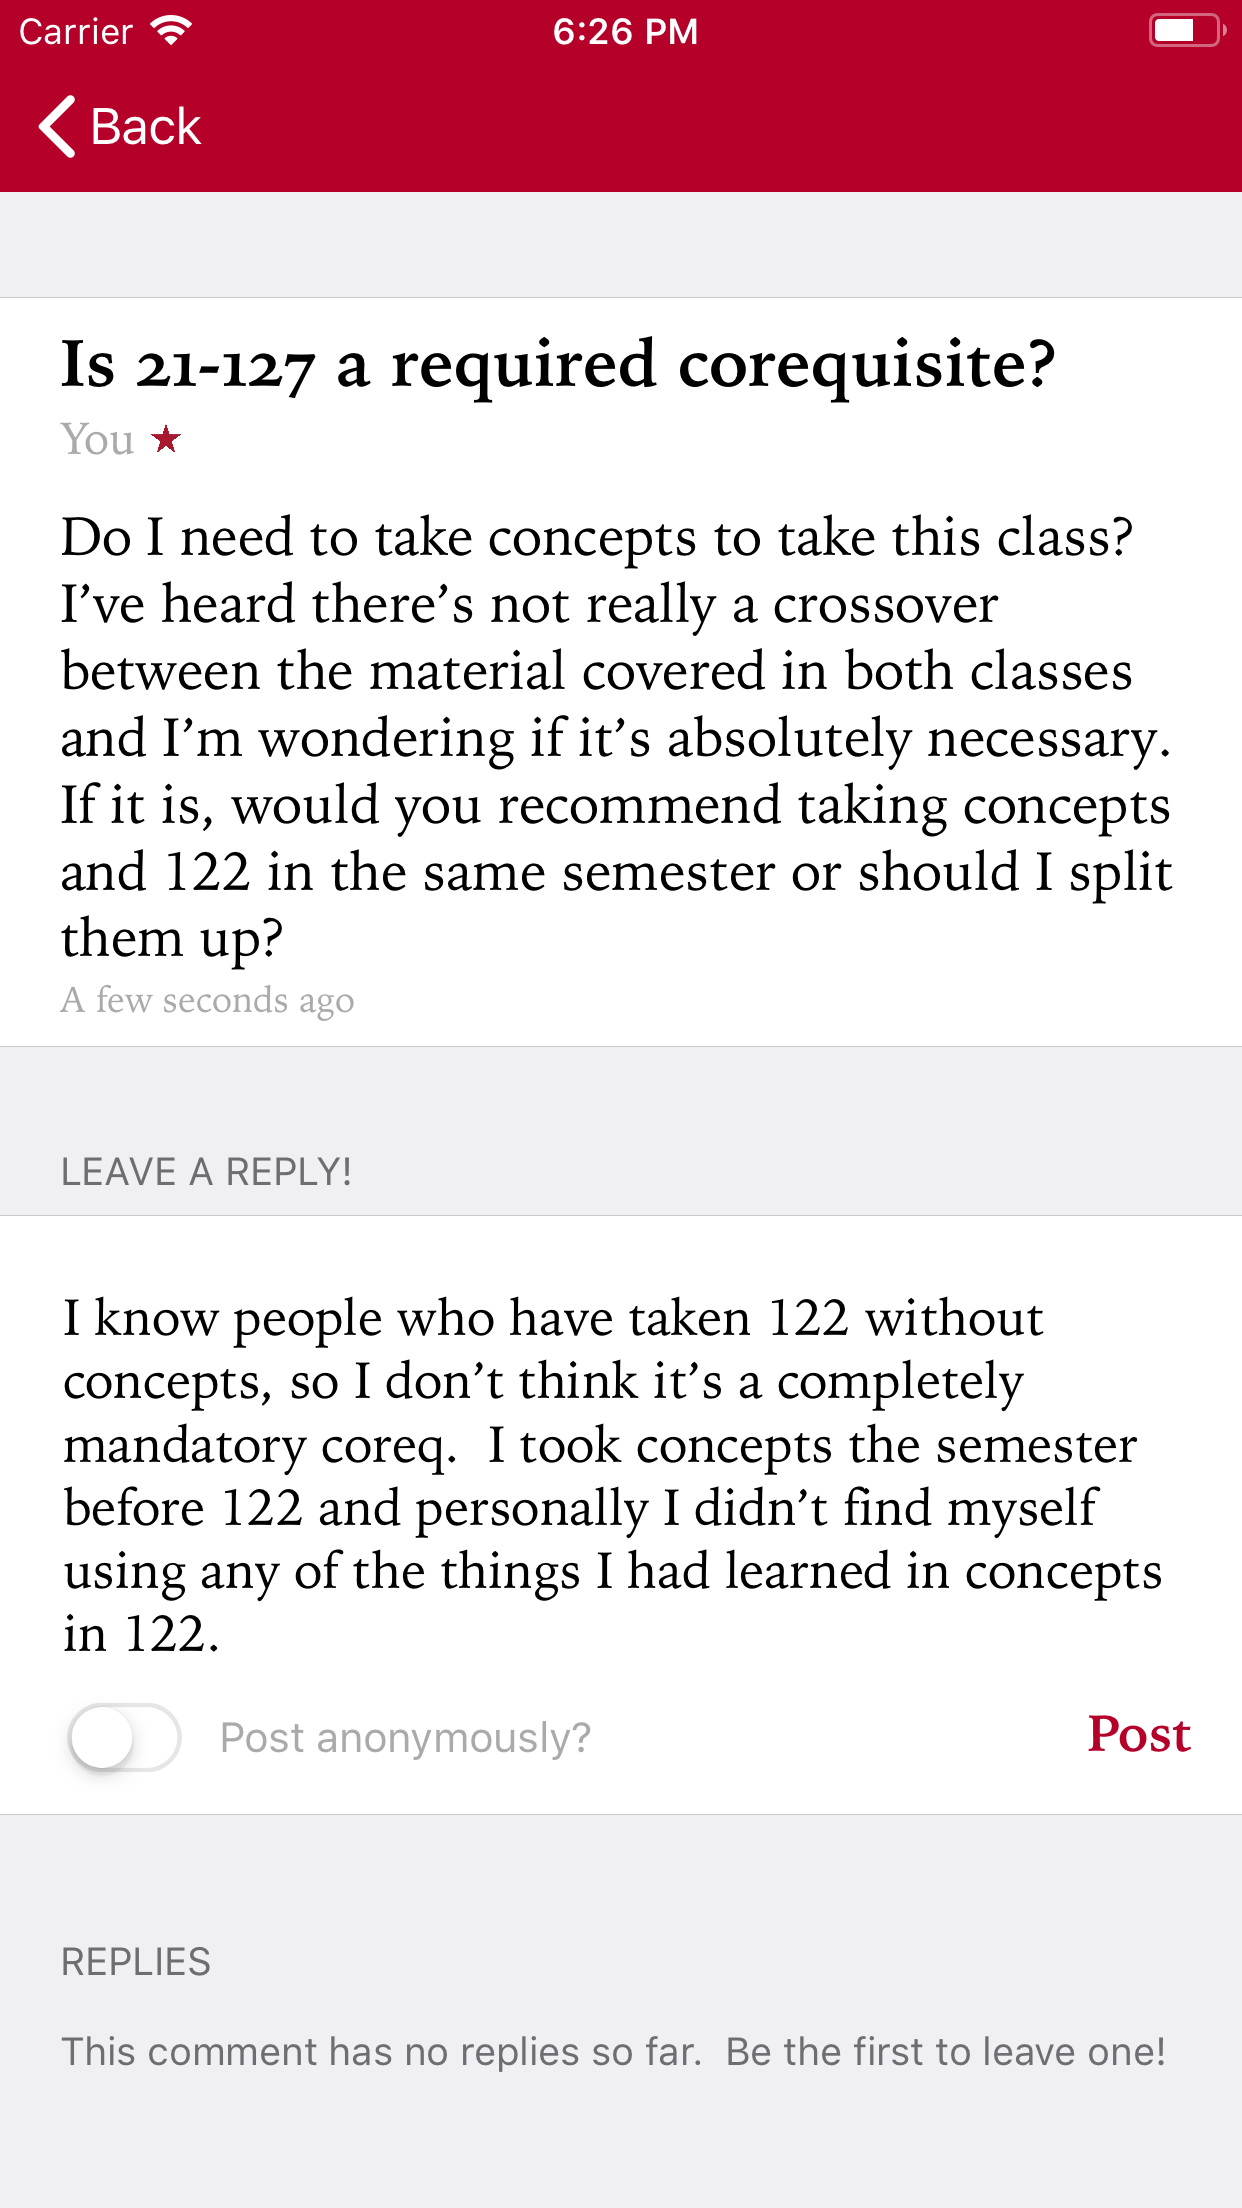 Carrier 6:26 PM
Back
Is 21-127 a required corequisite?
You ★
Do I need to take concepts to take this class?
I’ve heard there’s not really a crossover
between the material covered in both classes
and I’m wondering if it’s absolutely necessary.
If it is, would you recommend taking concepts
and 122 in the same semester or should I split
them up?
A few seconds ago
LEAVE A REPLY!
I know people who have taken 122 without
concepts, so I don’t think it’s a completely
mandatory coreq.  I took concepts the semester
before 122 and personally I didn’t find myself
using any of the things I had learned in concepts
in 122.
Post anonymously? Post
REPLIES
This comment has no replies so far.  Be the first to leave one!